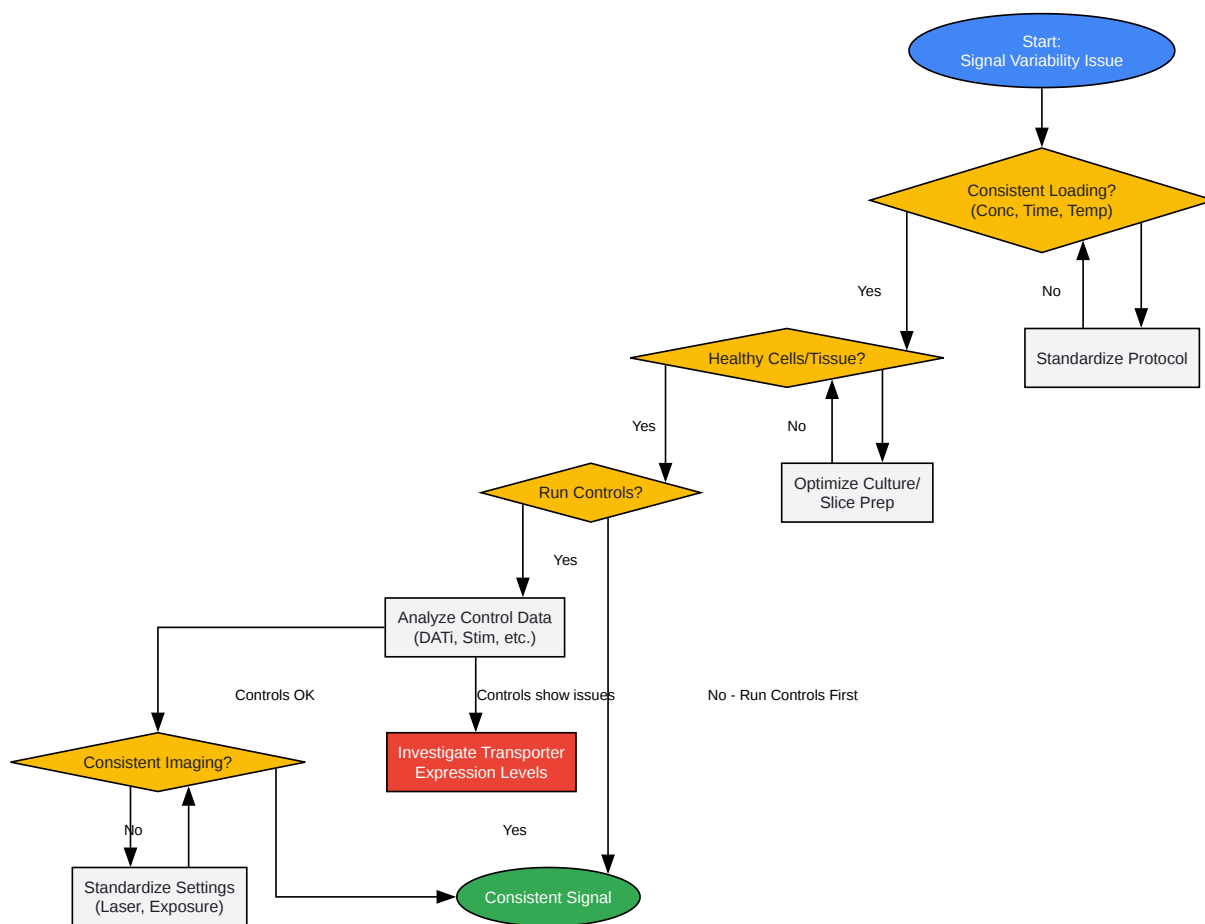 Start:
Signal Variability Issue
Consistent Loading?
(Conc, Time, Temp)
Yes
No
Healthy Cells/Tissue?
Standardize Protocol
Yes
No
Run Controls?
Optimize Culture/
Slice Prep
Yes
Analyze Control Data
(DATi, Stim, etc.)
Controls OK
Controls show issues
No - Run Controls First
Consistent Imaging?
Investigate Transporter
Expression Levels
No
Yes
Standardize Settings
(Laser, Exposure)
Consistent Signal